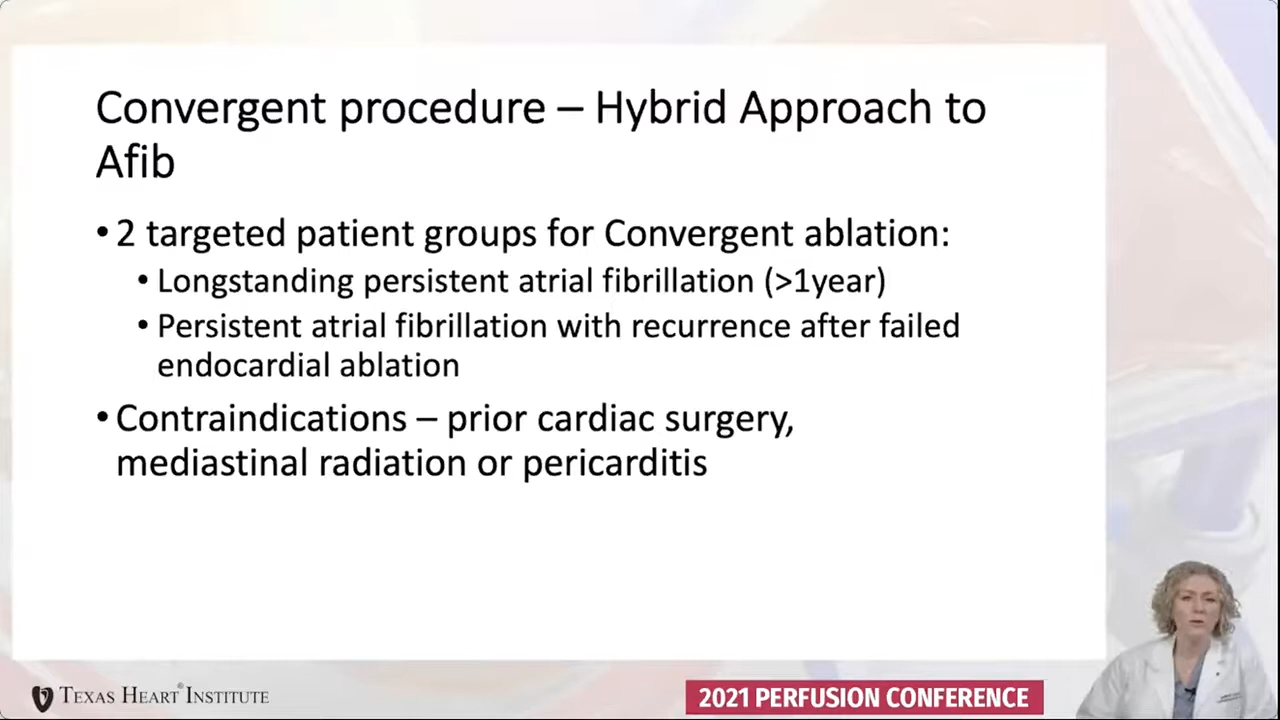 Convergent procedure – Hybrid Approach to
Afib
• 2 targeted patient groups for Convergent ablation:
• Longstanding persistent atrial fibrillation (>1year)
• Persistent atrial fibrillation with recurrence after failed
endocardial ablation
• Contraindications – prior cardiac surgery,
mediastinal radiation or pericarditis
TEXAS HEART® INSTITUTE
2021 PERFUSION CONFERENCE